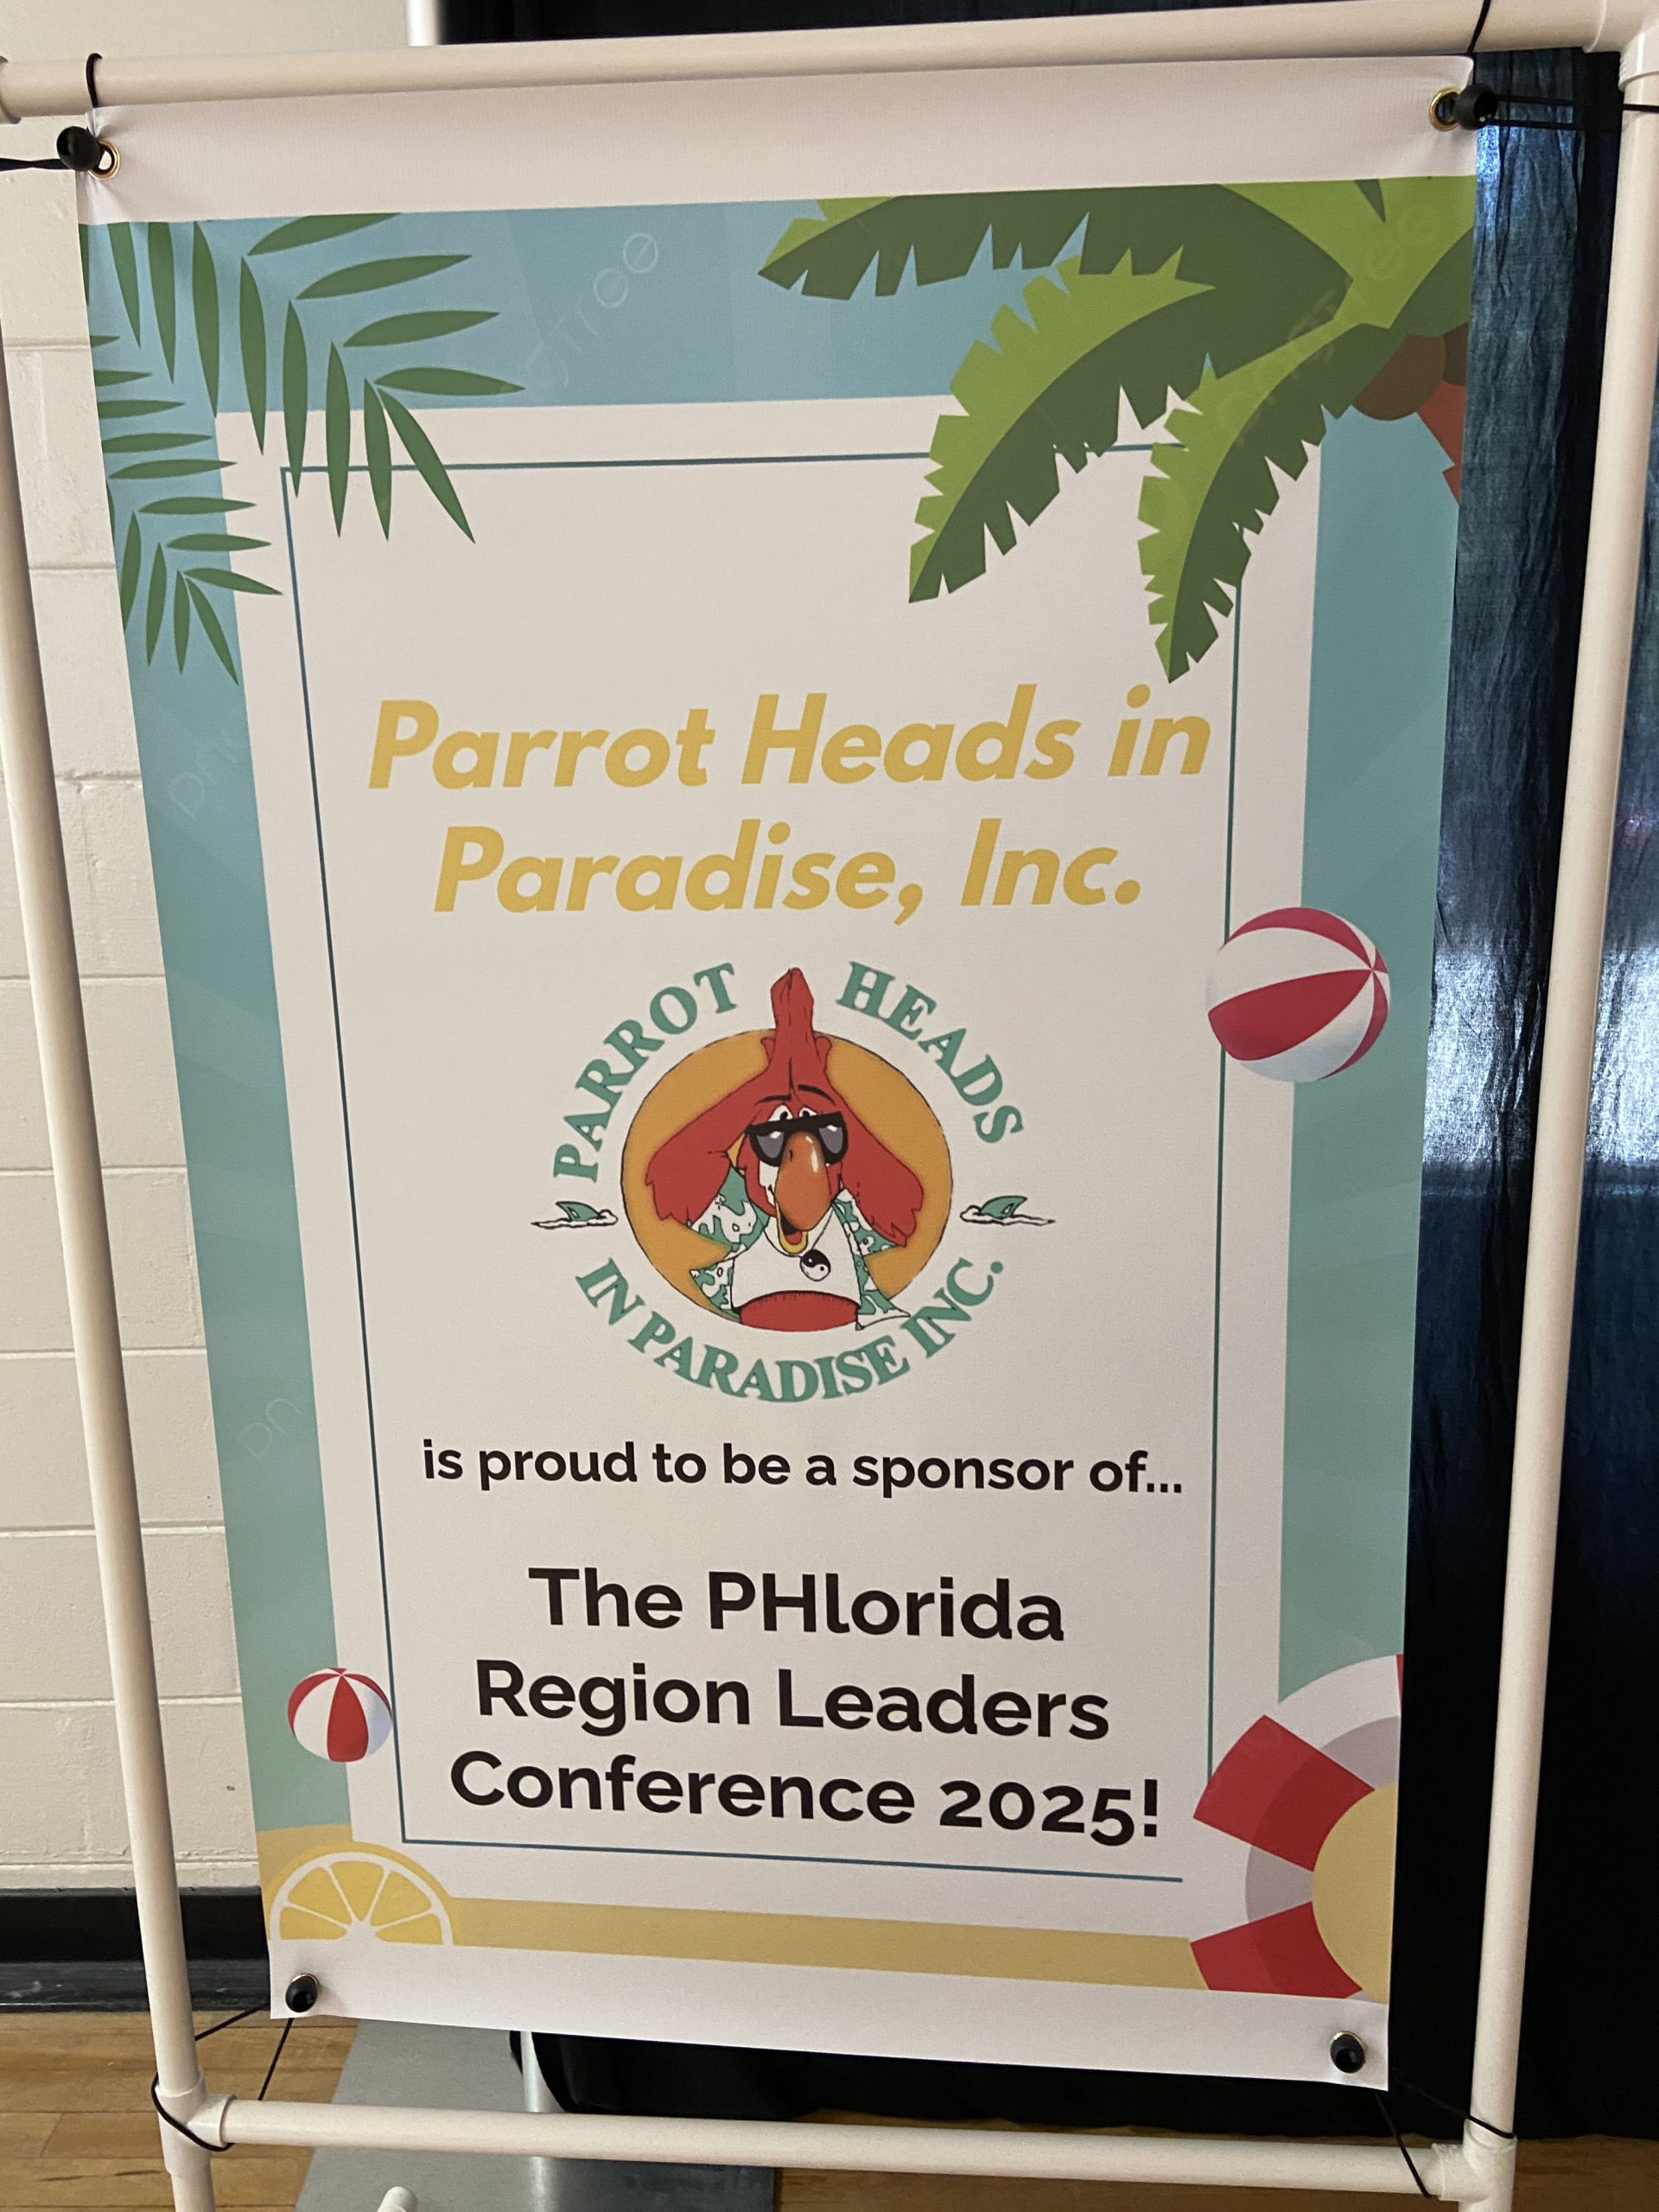 Parrot Heads in
Paradise, Inc.
PARROT HEADS
IN PARADISE INC.
is proud to be a sponsor of...
The PHlorida
Region Leaders
Conference 2025!